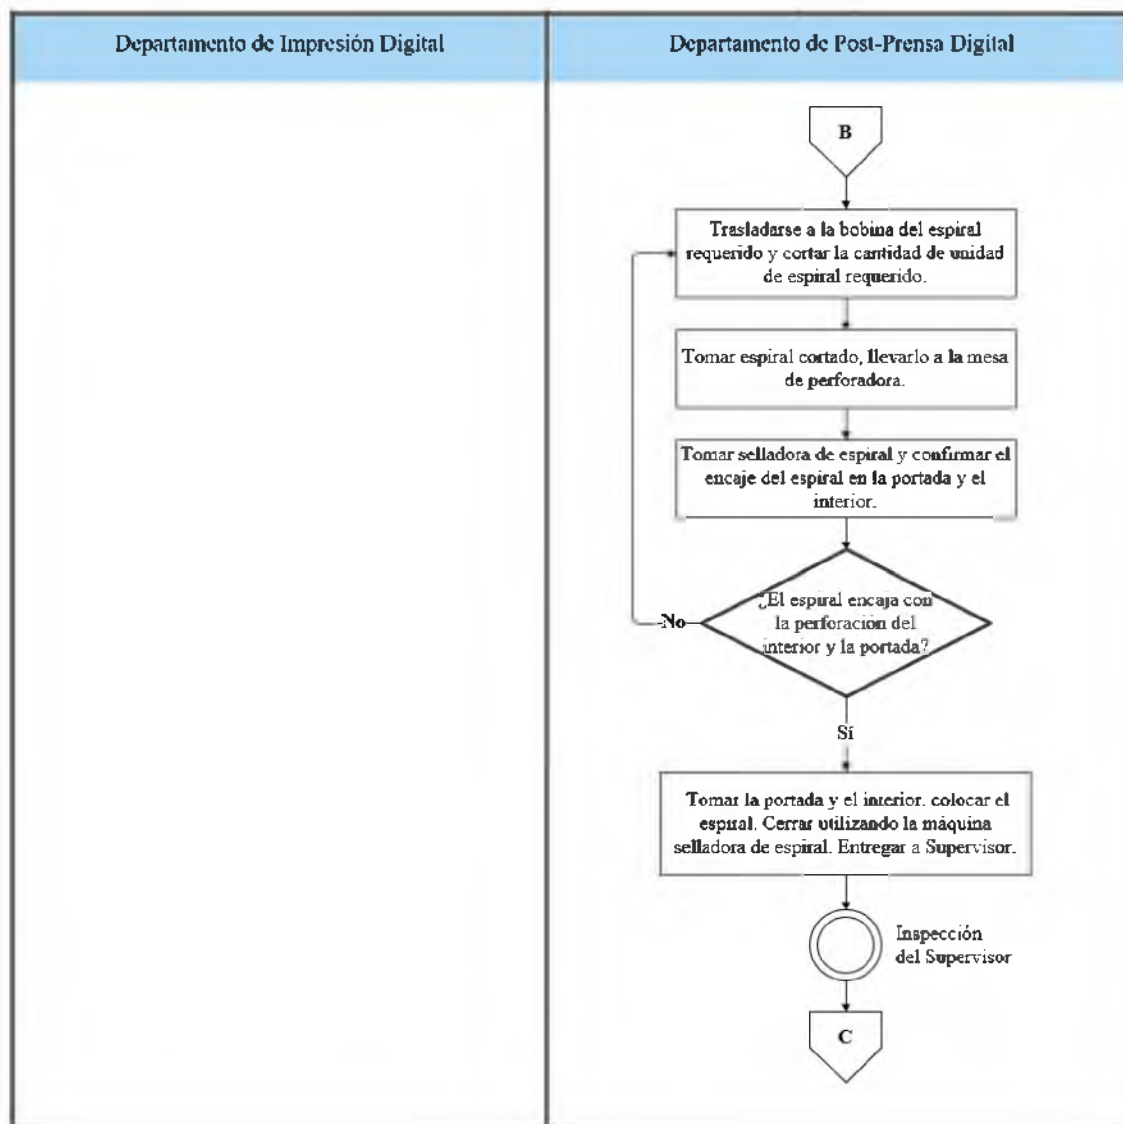 Departamento de Impresión Digital
Departamento de Post-Prensa Digital
B
Trasladarse a la bobina del espiral
requerido y cortar la cantidad de unidad
de espiral requerido.
Tomar espiral cortado, llevarlo a la mesa
de perforadora.
Tomar selladora de espiral y confirmar el
encaje del espiral en la portada y el
interior.
¿El espiral encaja con
la perforación del
interior y la portada?
No
Sí
Tomar la portada y el interior. colocar el
espiral. Cerrar utilizando la máquina
selladora de espiral. Entregar a Supervisor.
Inspección
del Supervisor
C